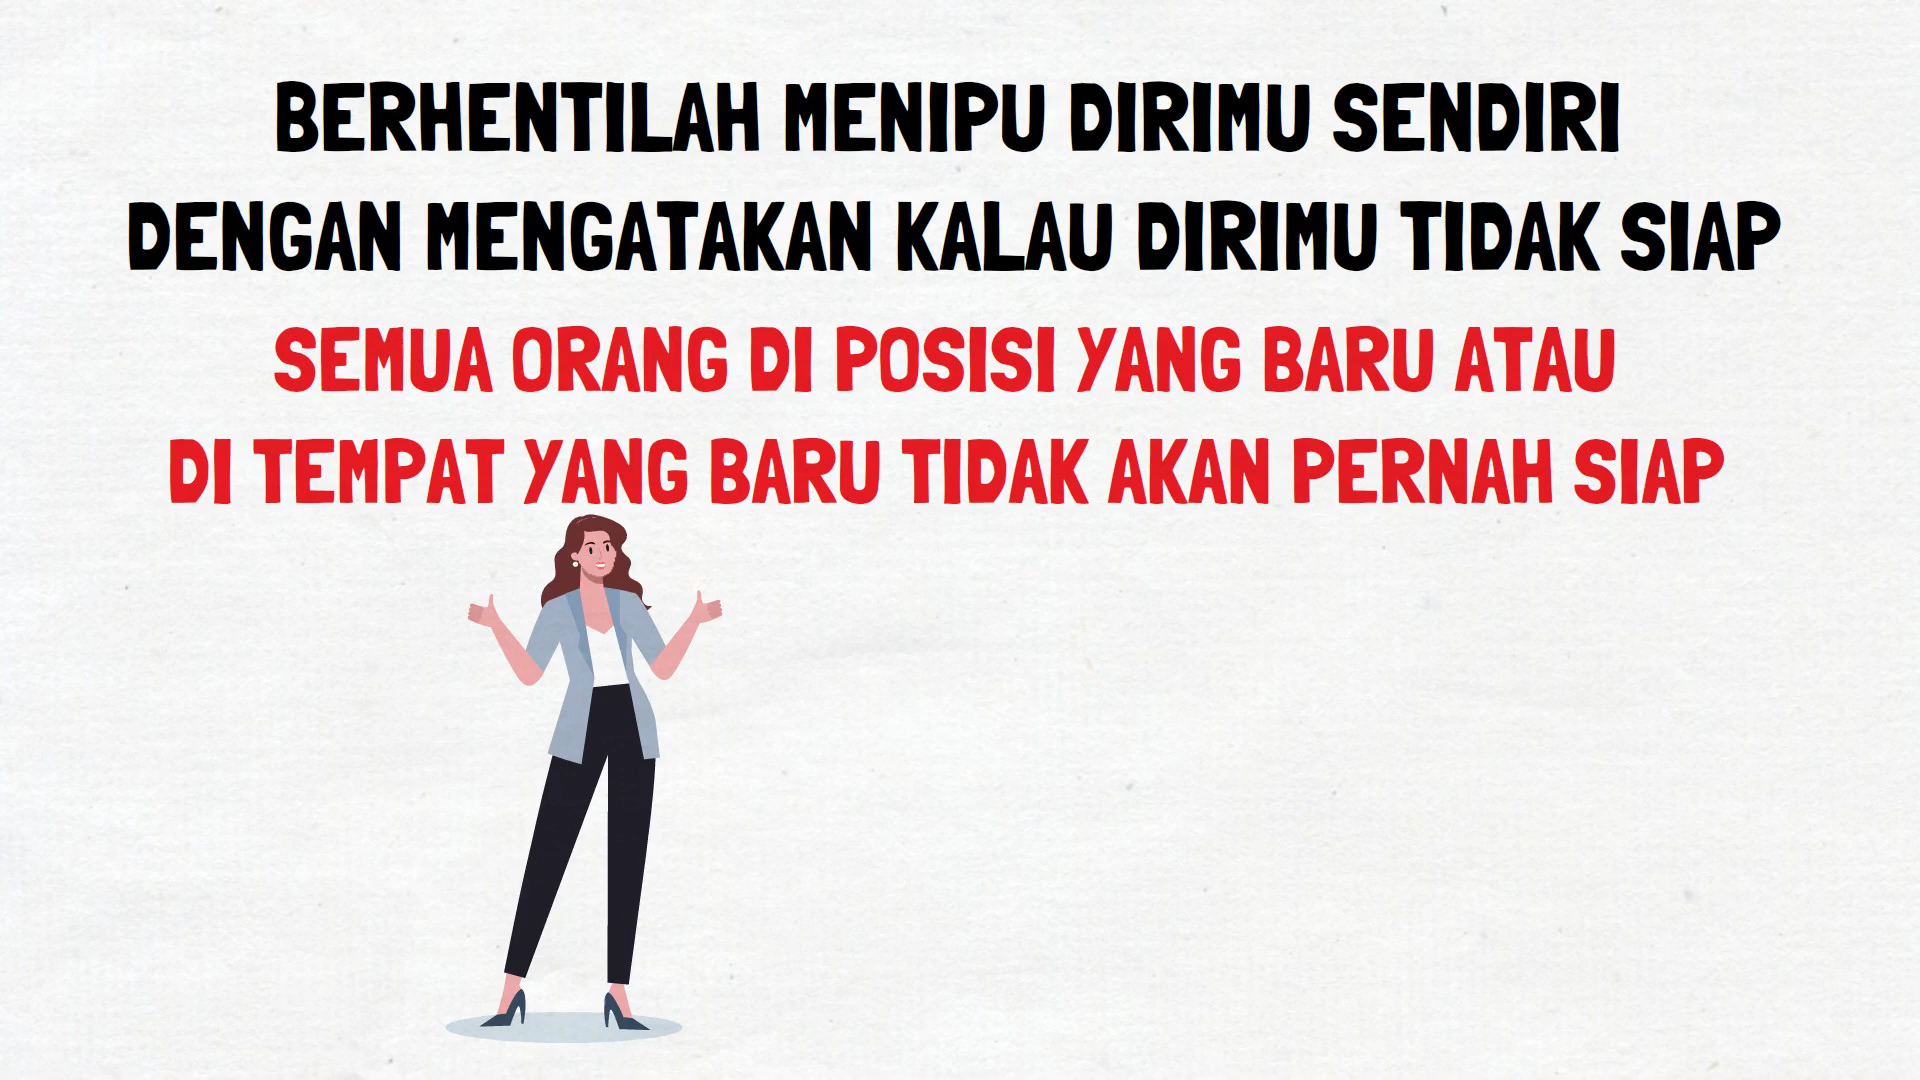 BERHENTILAH MENIPU DIRIMU SENDIRI
DENGAN MENGATAKAN KALAU DIRIMU TIDAK SIAP
SEMUA ORANG DI POSISI YANG BARU ATAU
DI TEMPAT YANG BARU TIDAK AKAN PERNAH SIAP